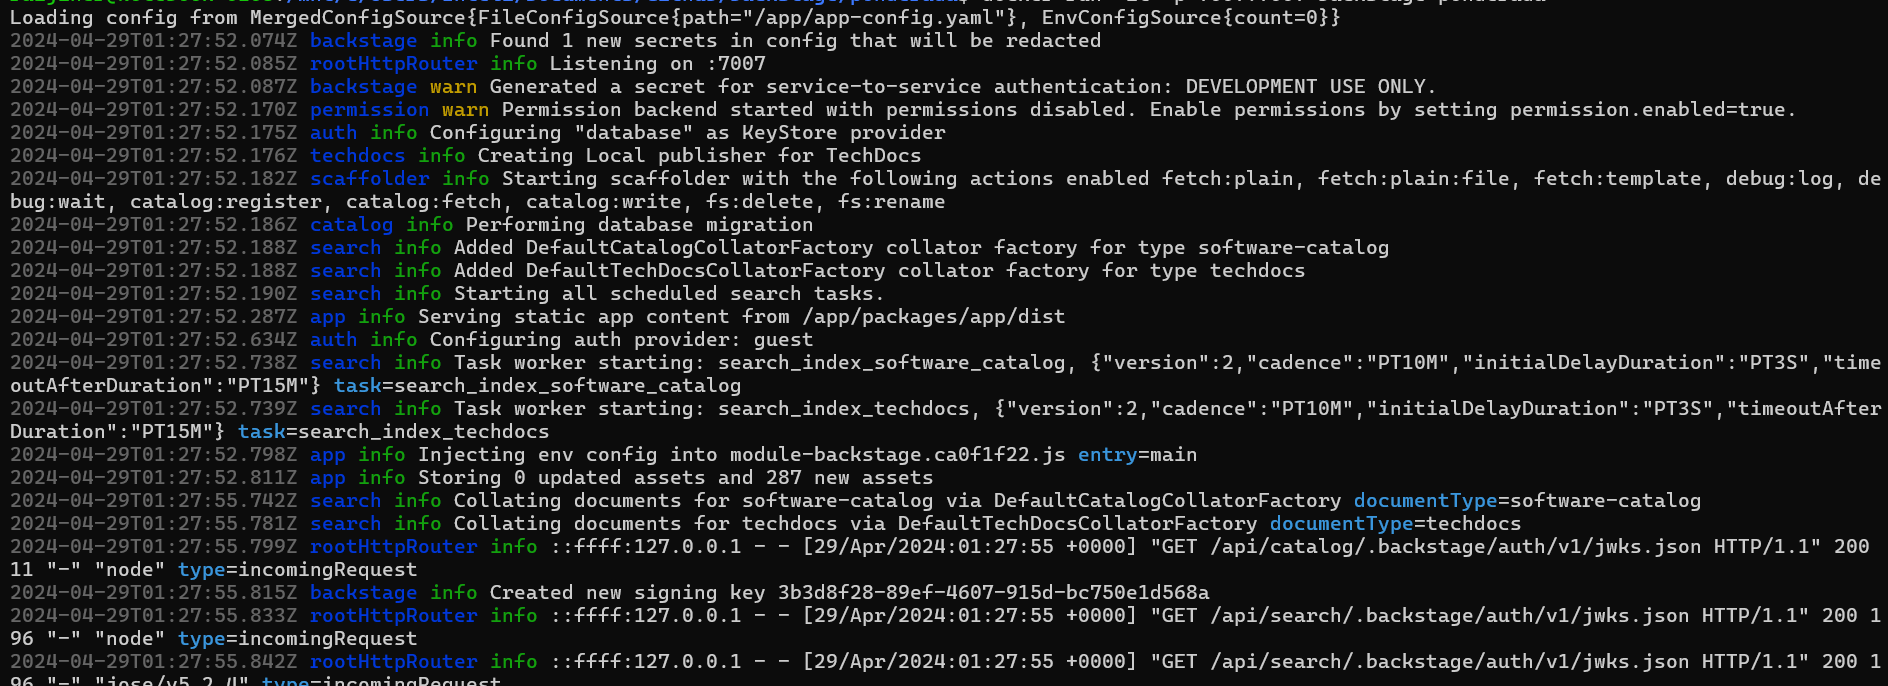 Loading config from MergedConfigSource{FileConfigSource{path="/app/app-config.yaml"}, EnvConfigSource{count=0}}
2024-04-29T01:27:52.074Z backstage info Found 1 new secrets in config that will be redacted
2024-04-29T01:27:52.085Z rootHttpRouter info Listening on :7007
2024-04-29T01:27:52.087Z backstage warn Generated a secret for service-to-service authentication: DEVELOPMENT USE ONLY.
2024-04-29T01:27:52.170Z permission warn Permission backend started with permissions disabled. Enable permissions by setting permission.enabled=true.
2024-04-29T01:27:52.175Z auth info Configuring "database" as KeyStore provider
2024-04-29T01:27:52.176Z techdocs info Creating Local publisher for TechDocs
2024-04-29T01:27:52.182Z scaffolder info Starting scaffolder with the following actions enabled fetch:plain, fetch:plain:file, fetch:template, debug:log, de
bug:wait, catalog:register, catalog:fetch, catalog:write, fs:delete, fs:rename
2024-04-29T01:27:52.186Z catalog info Performing database migration
2024-04-29T01:27:52.188Z search info Added DefaultCatalogCollatorFactory collator factory for type software-catalog
2024-04-29T01:27:52.188Z search info Added DefaultTechDocsCollatorFactory collator factory for type techdocs
2024-04-29T01:27:52.190Z search info Starting all scheduled search tasks.
2024-04-29T01:27:52.287Z app info Serving static app content from /app/packages/app/dist
2024-04-29T01:27:52.634Z auth info Configuring auth provider: guest
2024-04-29T01:27:52.738Z search info Task worker starting: search_index_software_catalog, {"version":2,"cadence":"PT10M","initialDelayDuration":"PT3S","time
outAfterDuration":"PT15M"} task=search_index_software_catalog
2024-04-29T01:27:52.739Z search info Task worker starting: search_index_techdocs, {"version":2,"cadence":"PT10M","initialDelayDuration":"PT3S","timeoutAfter
Duration":"PT15M"} task=search_index_techdocs
2024-04-29T01:27:52.798Z app info Injecting env config into module-backstage.ca0f1f22.js entry=main
2024-04-29T01:27:52.811Z app info Storing 0 updated assets and 287 new assets
2024-04-29T01:27:55.742Z search info Collating documents for software-catalog via DefaultCatalogCollatorFactory documentType=software-catalog
2024-04-29T01:27:55.781Z search info Collating documents for techdocs via DefaultTechDocsCollatorFactory documentType=techdocs
2024-04-29T01:27:55.799Z rootHttpRouter info ::ffff:127.0.0.1 - - [29/Apr/2024:01:27:55 +0000] "GET /api/catalog/.backstage/auth/v1/jwks.json HTTP/1.1" 200
11 "-" "node" type=incomingRequest
2024-04-29T01:27:55.815Z backstage info Created new signing key 3b3d8f28-89ef-4607-915d-bc750e1d568a
2024-04-29T01:27:55.833Z rootHttpRouter info ::ffff:127.0.0.1 - - [29/Apr/2024:01:27:55 +0000] "GET /api/search/.backstage/auth/v1/jwks.json HTTP/1.1" 200 1
96 "-" "node" type=incomingRequest
2024-04-29T01:27:55.842Z rootHttpRouter info ::ffff:127.0.0.1 - - [29/Apr/2024:01:27:55 +0000] "GET /api/search/.backstage/auth/v1/jwks.json HTTP/1.1" 200 1
96 "-" "jose/v5.2.4" type=incomingRequest